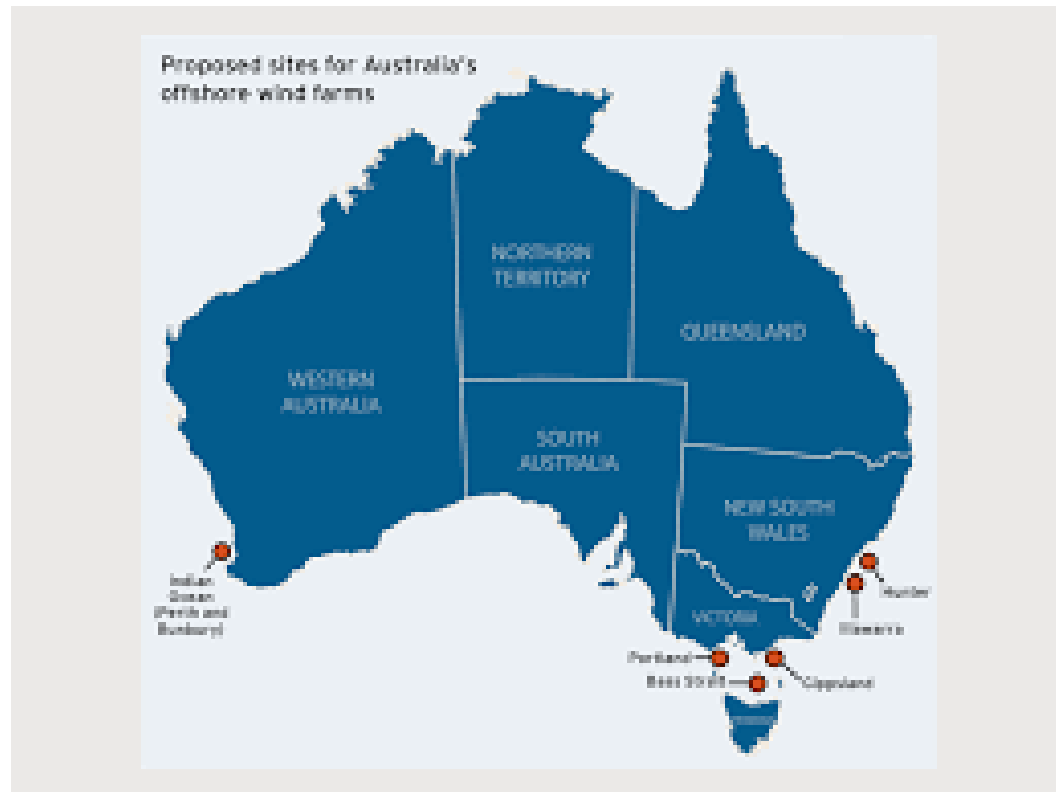 Proposed sites for Australia's
offshore wind farms
NORTHERN
TERRITORY
QUEENSLAND
WESTERN
AUSTRALIA
SOUTH
AUSTRALIA
NEW SOUTH
WALES
Indian
Ocean
(Perth and
Bunbury)
Hunter
VICTORIA
Illawarra
Portland
Bass Strait
Gippsland